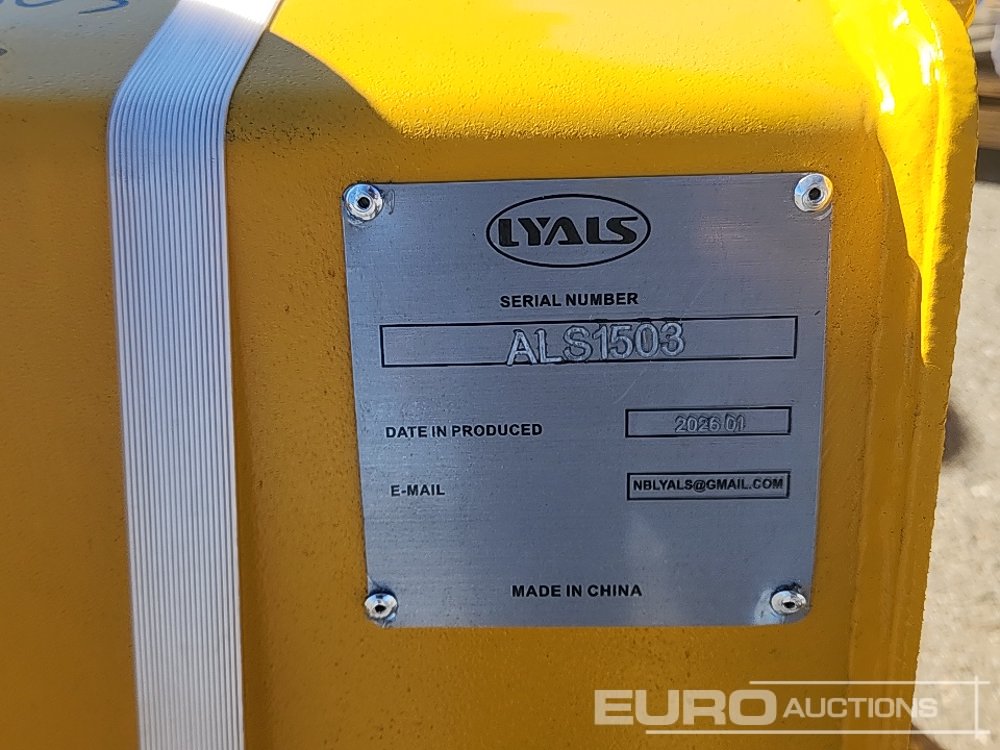 LYALS
SERIAL NUMBER
ALS1503
DATE IN PRODUCED 2026 01
E-MAIL NBLYALS@GMAIL.COM
MADE IN CHINA
EURO AUCTIONS